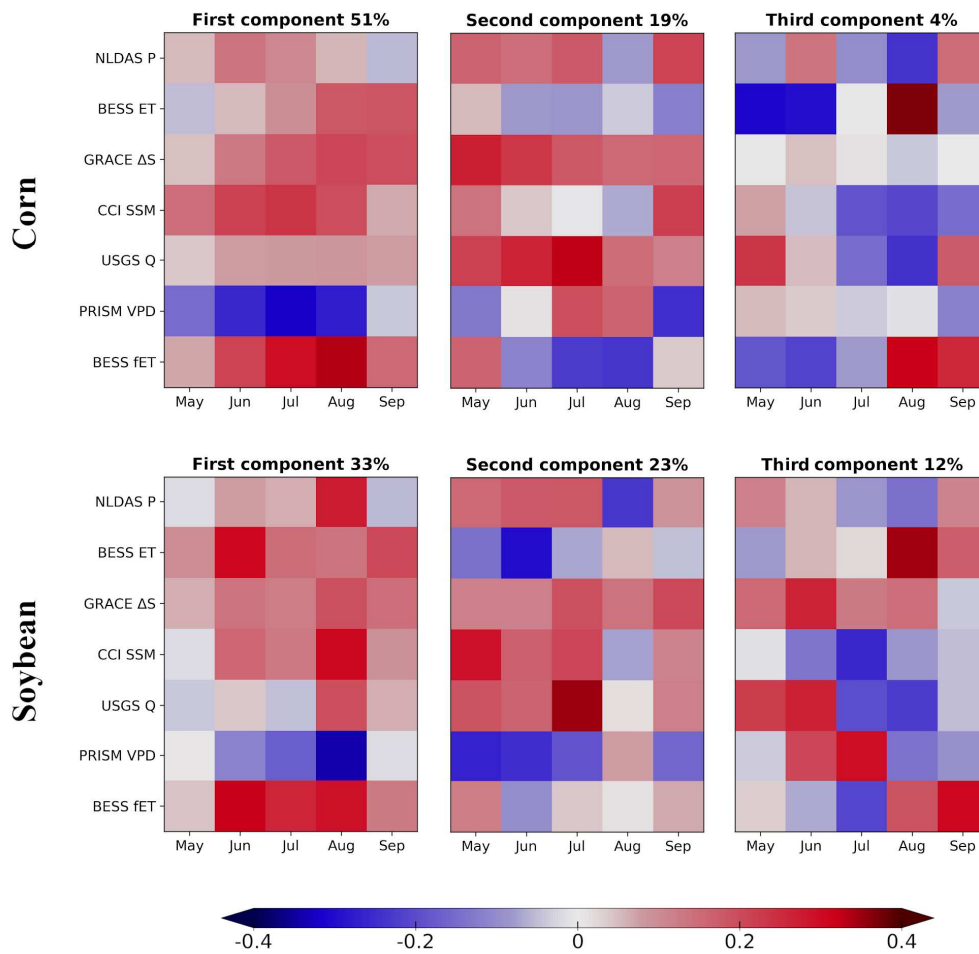 First component 51%
Second component 19%
Third component 4%
Corn
NLDAS P
BESS ET
GRACE ΔS
CCI SSM
USGS Q
PRISM VPD
BESS fET
May Jun Jul Aug Sep
May Jun Jul Aug Sep
May Jun Jul Aug Sep
First component 33%
Second component 23%
Third component 12%
Soybean
NLDAS P
BESS ET
GRACE ΔS
CCI SSM
USGS Q
PRISM VPD
BESS fET
May Jun Jul Aug Sep
May Jun Jul Aug Sep
May Jun Jul Aug Sep
-0.4 -0.2 0 0.2 0.4